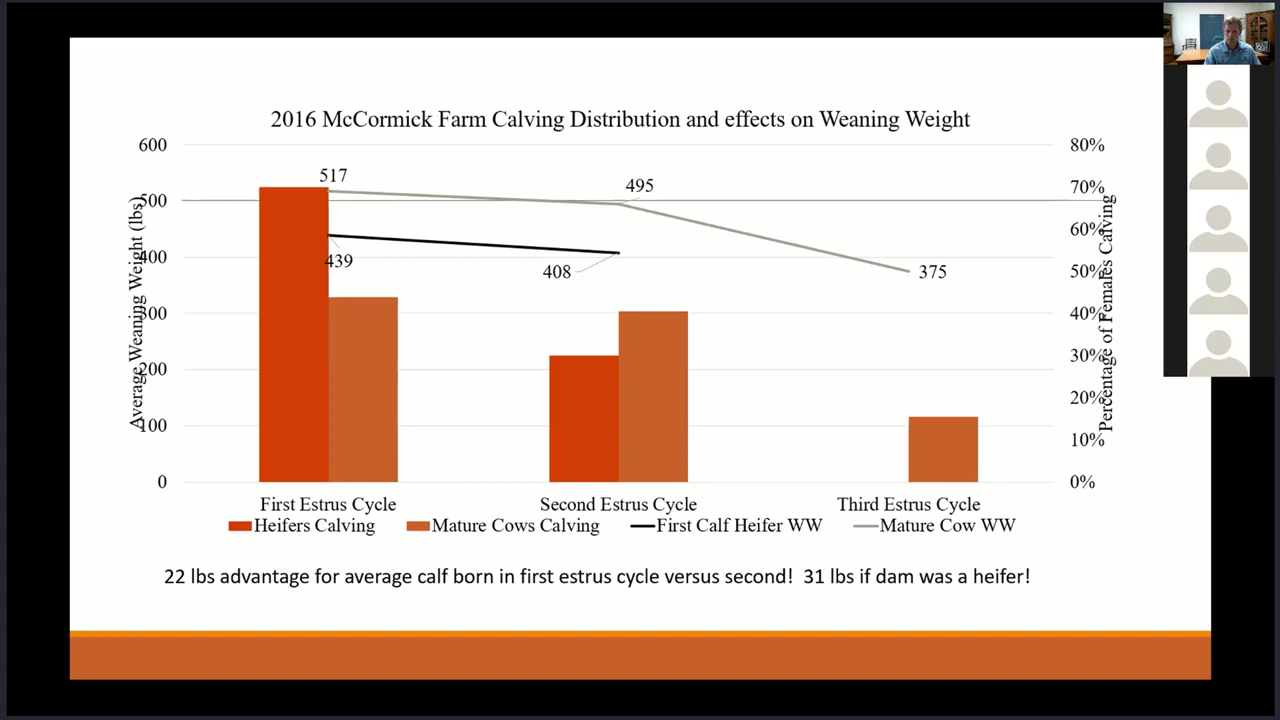 2016 McCormick Farm Calving Distribution and effects on Weaning Weight
600
500
400
300
200
100
0
Average Weaning Weight (lbs)
80%
70%
60%
50%
40%
30%
20%
10%
0%
Percentage of Females Calving
517
495
439
408
375
First Estrus Cycle
Second Estrus Cycle
Third Estrus Cycle
Heifers Calving
Mature Cows Calving
First Calf Heifer WW
Mature Cow WW
22 lbs advantage for average calf born in first estrus cycle versus second! 31 lbs if dam was a heifer!